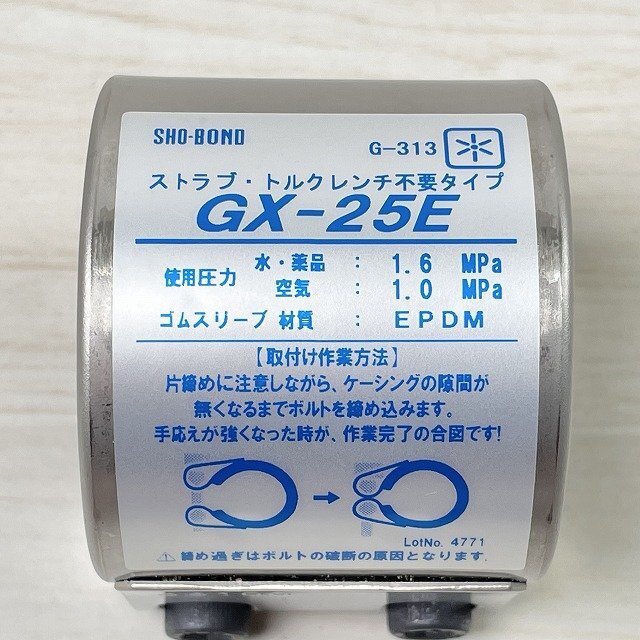 SHO-BOND
G-313
ストラブ・トルクレンチ不要タイプ
GX-25E
使用圧力 水・薬品 : 1.6 MPa
空気 : 1.0 MPa
ゴムスリーブ 材質 : EPDM
【取付け作業方法】
片締めに注意しながら、ケーシングの隙間が
無くなるまでボルトを締め込みます。
手応えが強くなった時が、作業完了の合図です!
LotNo. 4771
⚠締め過ぎはボルトの破断の原因となります。